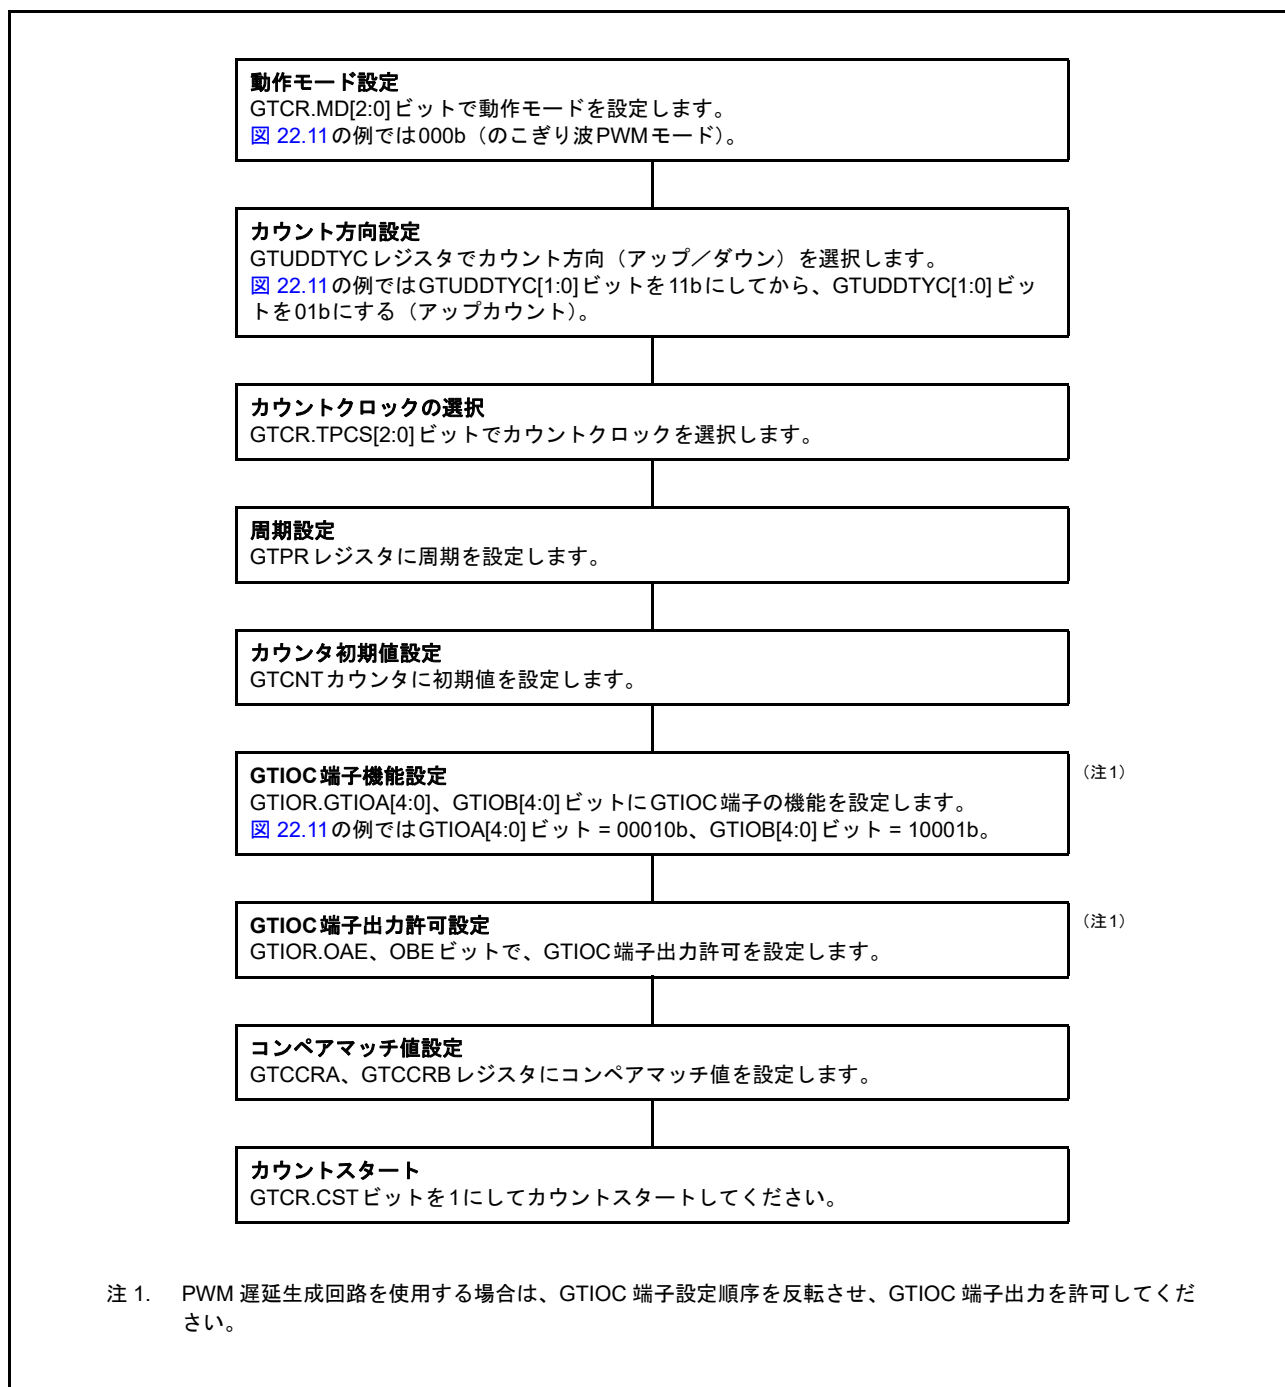 動作モード設定
GTCR.MD[2:0]ビットで動作モードを設定します。
図 22.11の例では000b（のこぎり波PWMモード）。
カウント方向設定
GTUDDTYCレジスタでカウント方向（アップ／ダウン）を選択します。
図 22.11の例ではGTUDDTYC[1:0]ビットを11bにしてから、GTUDDTYC[1:0]ビッ
トを01bにする（アップカウント）。
カウントクロックの選択
GTCR.TPCS[2:0]ビットでカウントクロックを選択します。
周期設定
GTPRレジスタに周期を設定します。
カウンタ初期値設定
GTCNTカウンタに初期値を設定します。
GTIOC端子機能設定
（注1）
GTIOR.GTIOA[4:0]、GTIOB[4:0]ビットにGTIOC端子の機能を設定します。
図 22.11の例ではGTIOA[4:0]ビット = 00010b、GTIOB[4:0]ビット = 10001b。
GTIOC端子出力許可設定
（注1）
GTIOR.OAE、OBEビットで、GTIOC端子出力許可を設定します。
コンペアマッチ値設定
GTCCRA、GTCCRBレジスタにコンペアマッチ値を設定します。
カウントスタート
GTCR.CSTビットを1にしてカウントスタートしてください。
注 1. PWM 遅延生成回路を使用する場合は、GTIOC 端子設定順序を反転させ、GTIOC 端子出力を許可してくだ
さい。